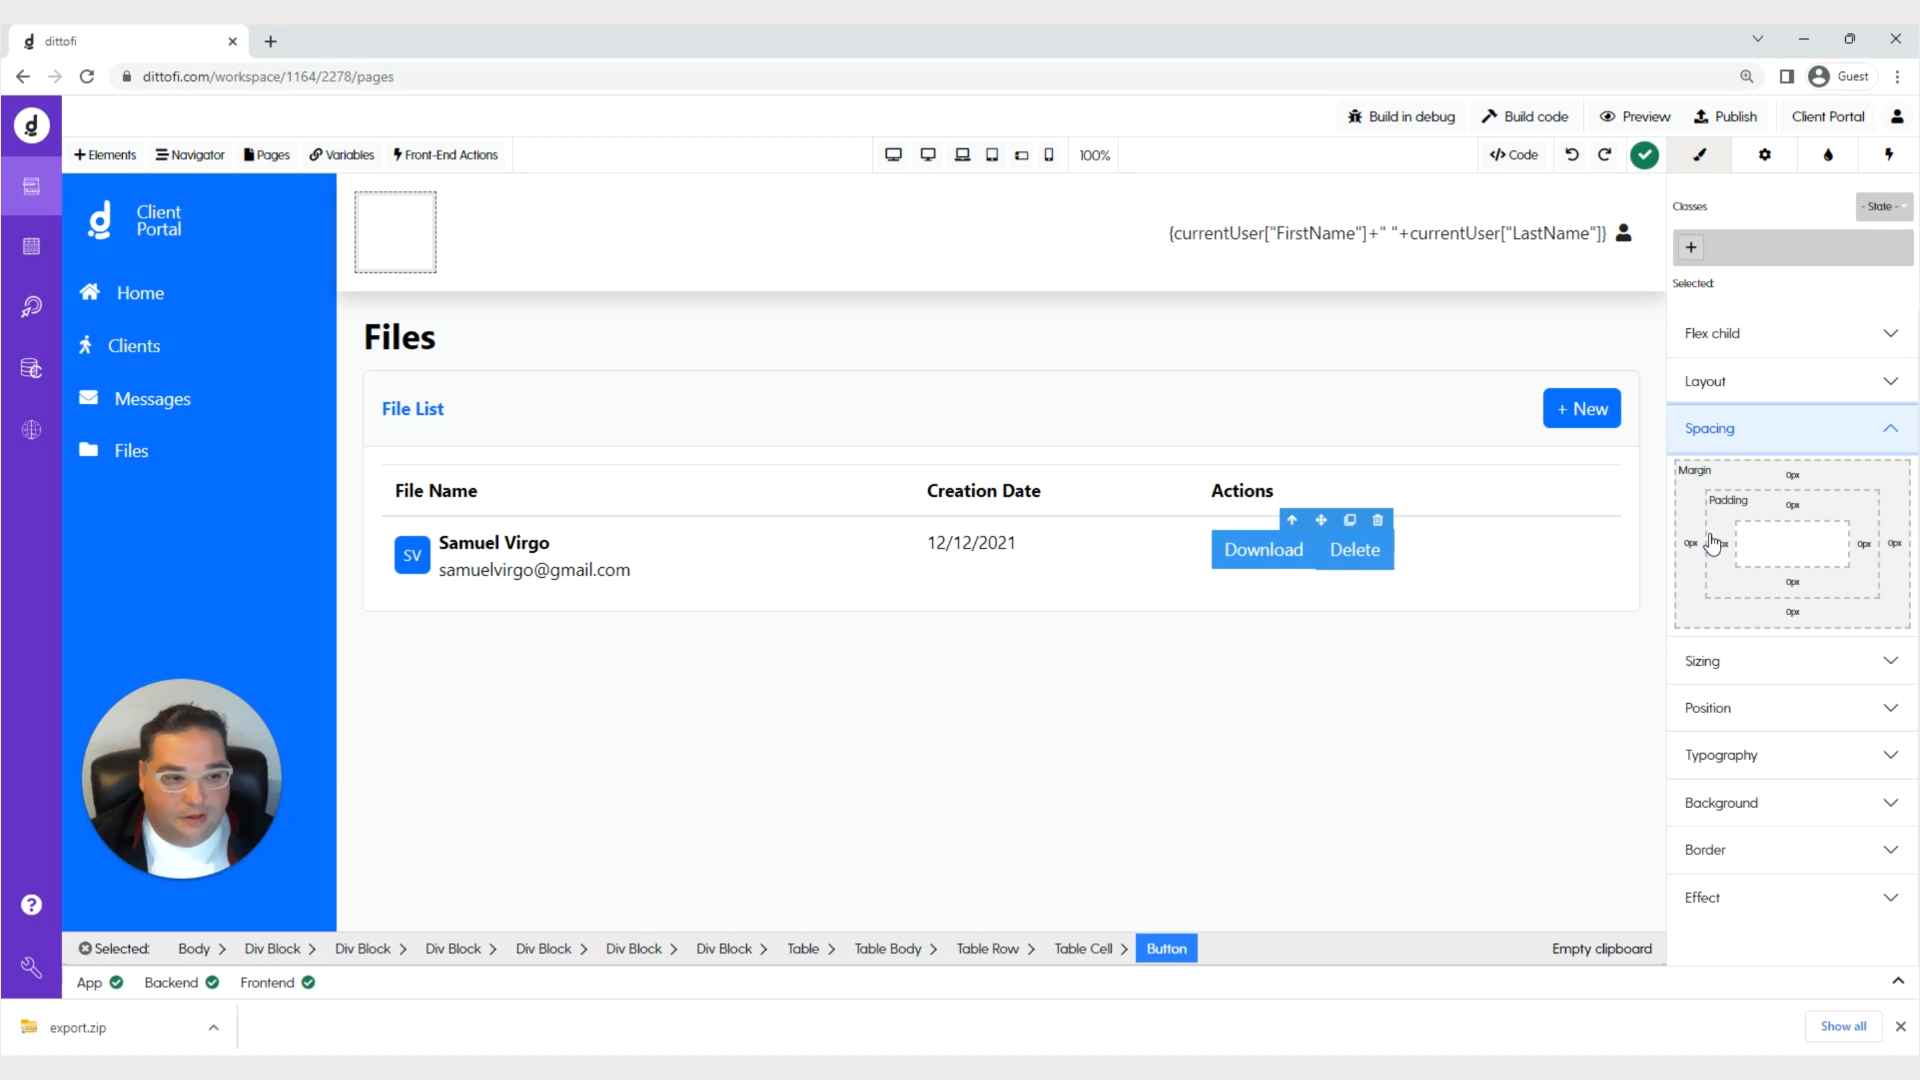 dittofi
dittofi.com/workspace/1164/2278/pages
Guest
Build in debug
Build code
Preview
Publish
Client Portal
Elements
Navigator
Pages
Variables
Front-End Actions
100%
</> Code
Client
Portal
Home
Clients
Messages
Files
{currentUser["FirstName"]+" "+currentUser["LastName"]}
Files
File List
+ New
File Name
Creation Date
Actions
SV
Samuel Virgo
samuelvirgo@gmail.com
12/12/2021
Download
Delete
Classes
- State -
+
Selected:
Flex child
Layout
Spacing
Margin
0px
Padding
0px
0px
0px
0px
0px
0px
Sizing
Position
Typography
Background
Border
Effect
Selected:
Body
Div Block
Div Block
Div Block
Div Block
Div Block
Div Block
Table
Table Body
Table Row
Table Cell
Button
Empty clipboard
App
Backend
Frontend
export.zip
Show all